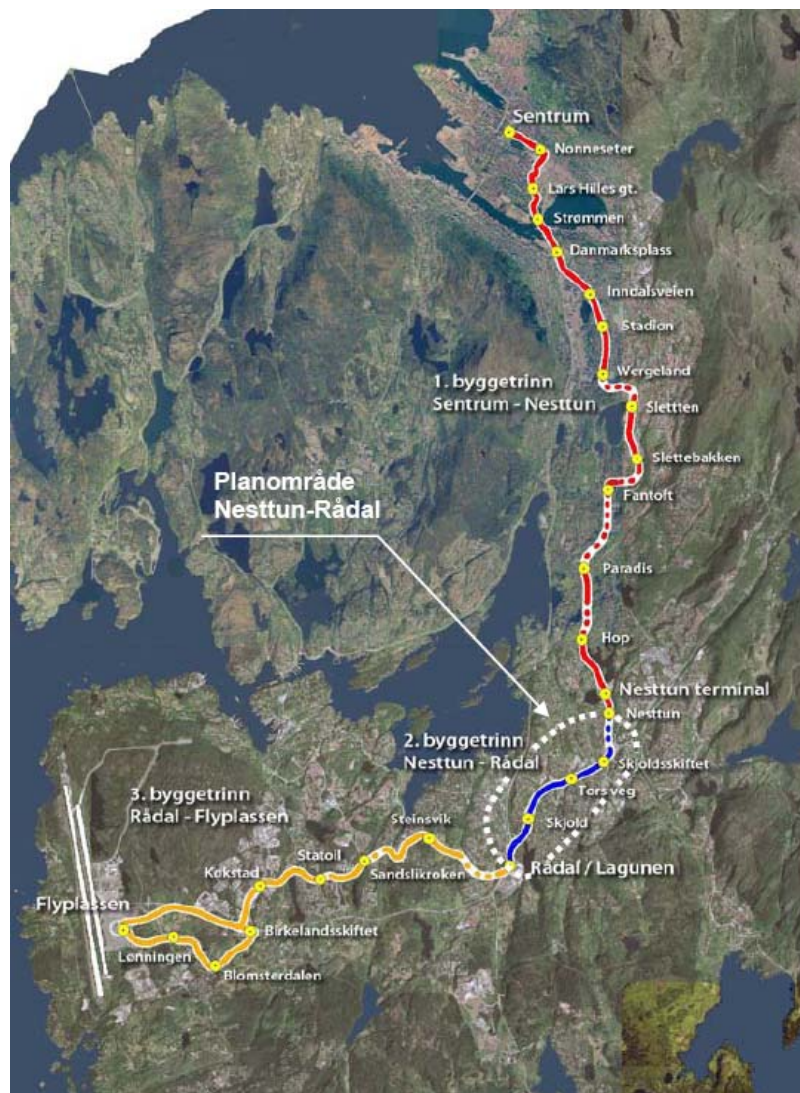 Sentrum
Nonneseter
Lars Hilles gt.
Strømmen
Danmarksplass
Inndalsveien
Stadion
Wergeland
1. byggetrinn
Sentrum - Nesttun
Slettten
Slettebakken
Planområde
Nesttun-Rådal
Fantoft
Paradis
Hop
Nesttun terminal
Nesttun
2. byggetrinn
Nesttun - Rådal
Skjoldsskiftet
Tors veg
3. byggetrinn
Rådal - Flyplassen
Steinsvik
Skjold
Statoil
Sandslikroken
Rådal / Lagunen
Kokstad
Flyplassen
Birkelandsskiftet
Lønningen
Blomsterdalen